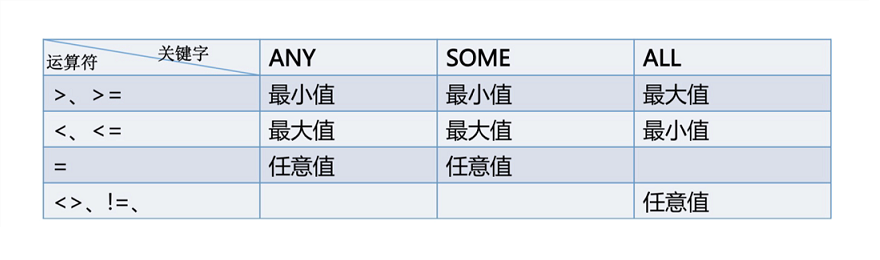 关键字
运算符
ANY SOME ALL
>、>= 最小值 最小值 最大值
<、<= 最大值 最大值 最小值
= 任意值 任意值
<>、!=、 任意值